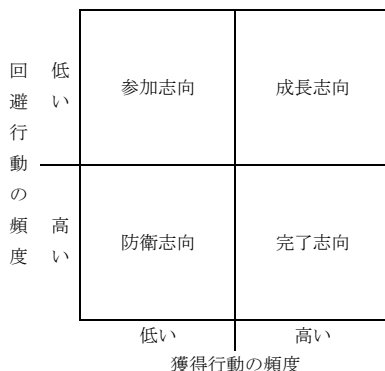 回避行動の頻度
低い
高い
参加志向
成長志向
防衛志向
完了志向
低い
高い
獲得行動の頻度